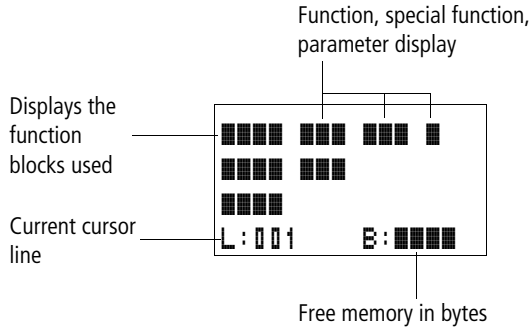 Function, special function,
parameter display
Displays the
function
blocks used
Current cursor
line
L:001 B:
Free memory in bytes